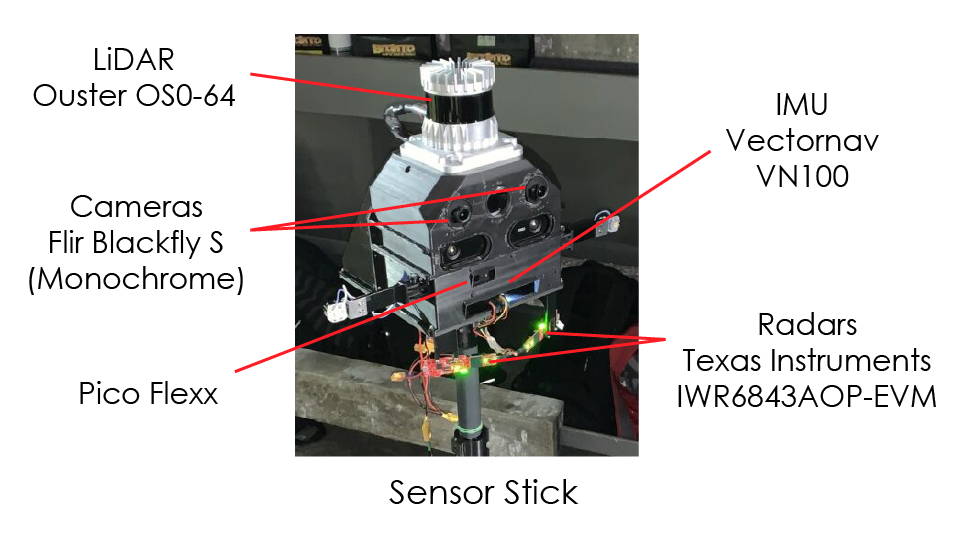 LiDAR
Ouster OS0-64
Cameras
Flir Blackfly S
(Monochrome)
Pico Flexx
IMU
Vectornav
VN100
Radars
Texas Instruments
IWR6843AOP-EVM
Sensor Stick